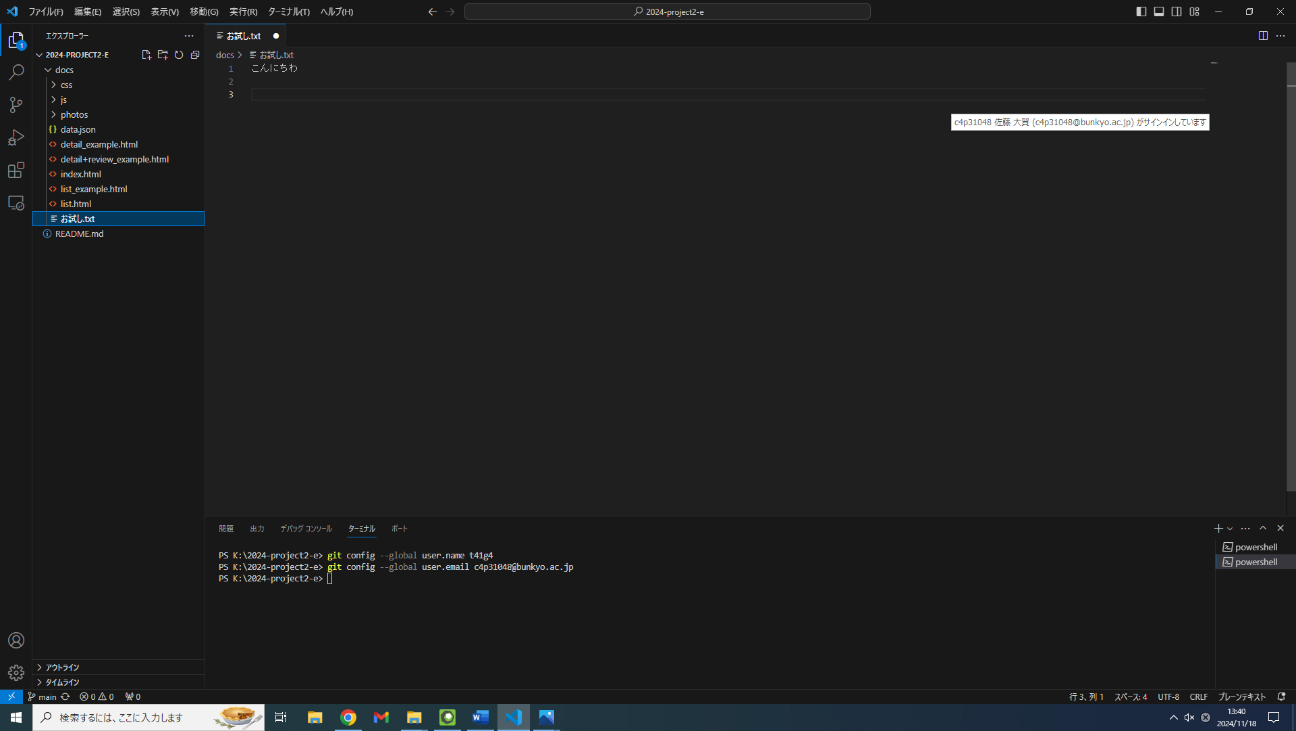 ファイル(F) 編集(E) 選択(S) 表示(V) 移動(G) 実行(R) ターミナル(T) ヘルプ(H) 2024-project2-e
エクスプローラー お試し.txt
2024-PROJECT2-E docs お試し.txt
docs
css
js
photos
data.json
detail_example.html
detail+review_example.html
index.html
list_example.html
list.html
お試し.txt
README.md
1 こんにちわ
2
3
c4p31048 佐藤 大賀 (c4p31048@bunkyo.ac.jp) がサインインしています
問題 出力 デバッグ コンソール ターミナル ポート
PS K:\2024-project2-e> git config --global user.name t41g4
PS K:\2024-project2-e> git config --global user.email c4p31048@bunkyo.ac.jp
PS K:\2024-project2-e>
powershell
powershell
アウトライン
タイムライン
main 0 0 0 行 3、列 1 スペース: 4 UTF-8 CRLF プレーンテキスト
検索するには、ここに入力します
13:40
2024/11/18